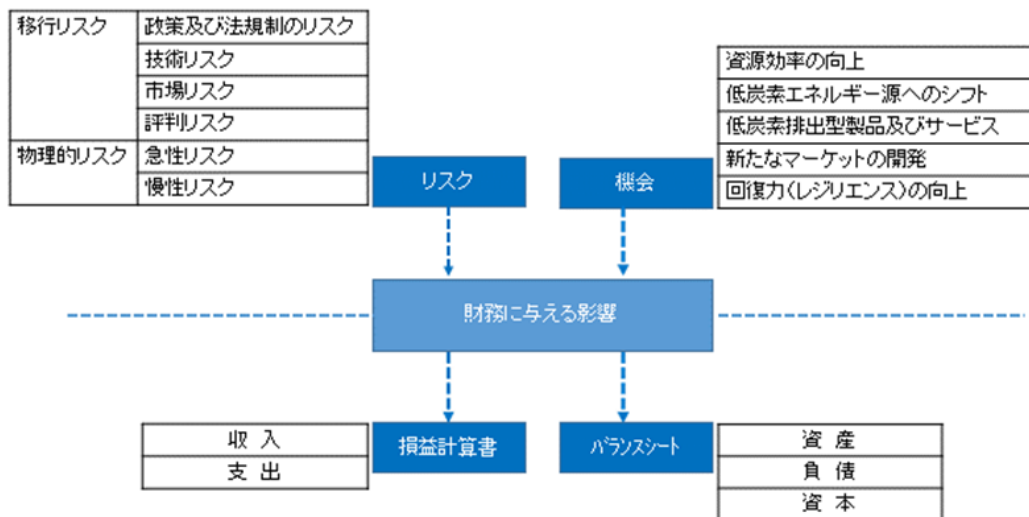 移行リスク
政策及び法規制のリスク
技術リスク
市場リスク
評判リスク
物理的リスク
急性リスク
慢性リスク
リスク
機会
資源効率の向上
低炭素エネルギー源へのシフト
低炭素排出型製品及びサービス
新たなマーケットの開発
回復力(レジリエンス)の向上
財務に与える影響
収 入
支 出
損益計算書
バランスシート
資 産
負 債
資 本